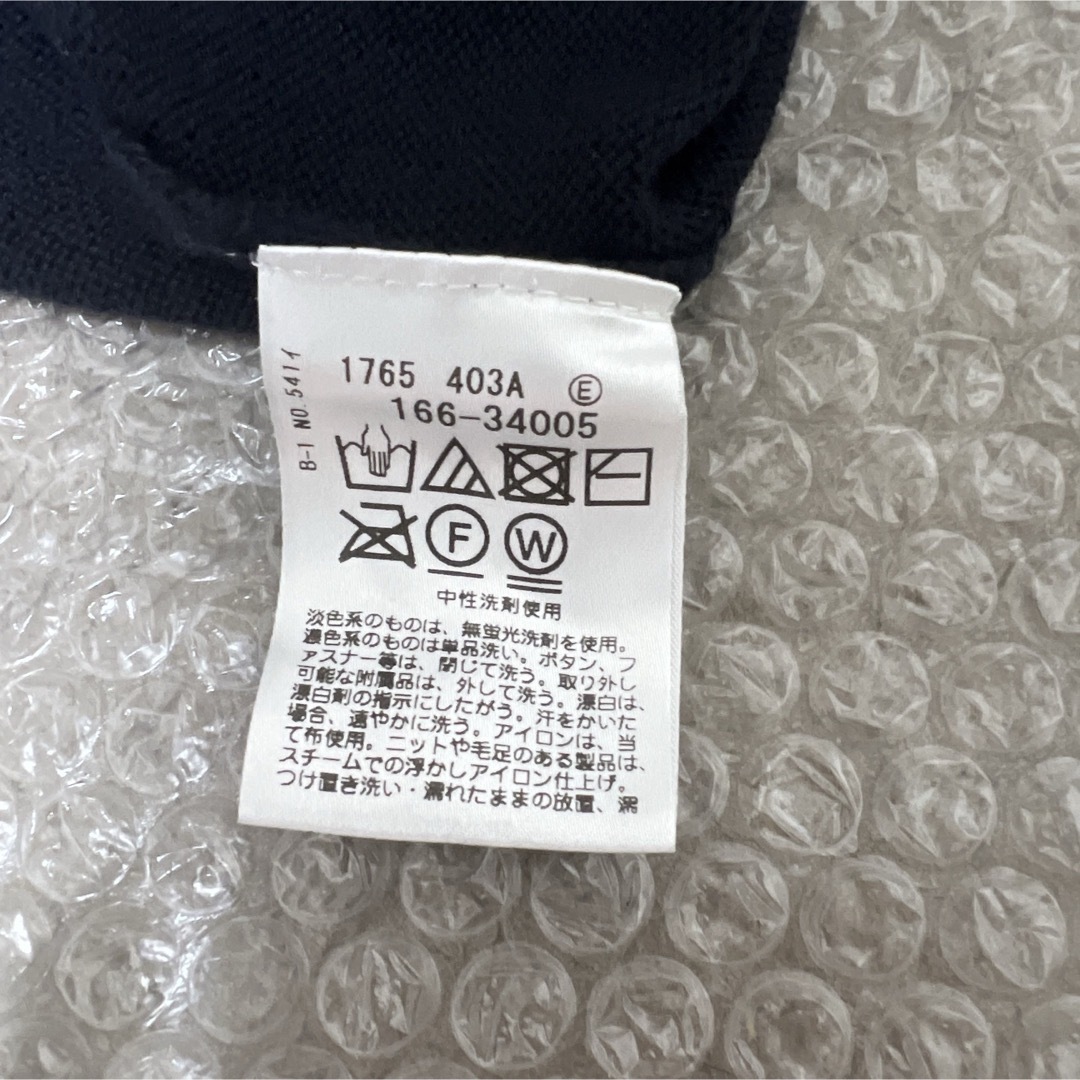 1765 403A Ⓔ
166-34005
B-1 NO.541イ
F
W
中性洗剤使用
淡色系のものは、無蛍光洗剤を使用。
濃色系のものは単品洗い。ボタン、フ
ァスナー等は、閉じて洗う。取り外し
可能な附属品は、外して洗う。漂白は、
漂白剤の指示にしたがう。汗をかいた
場合、速やかに洗う。アイロンは、当
て布使用。ニットや毛足のある製品は、
スチームでの浮かしアイロン仕上げ。
つけ置き洗い・濡れたままの放置、濡